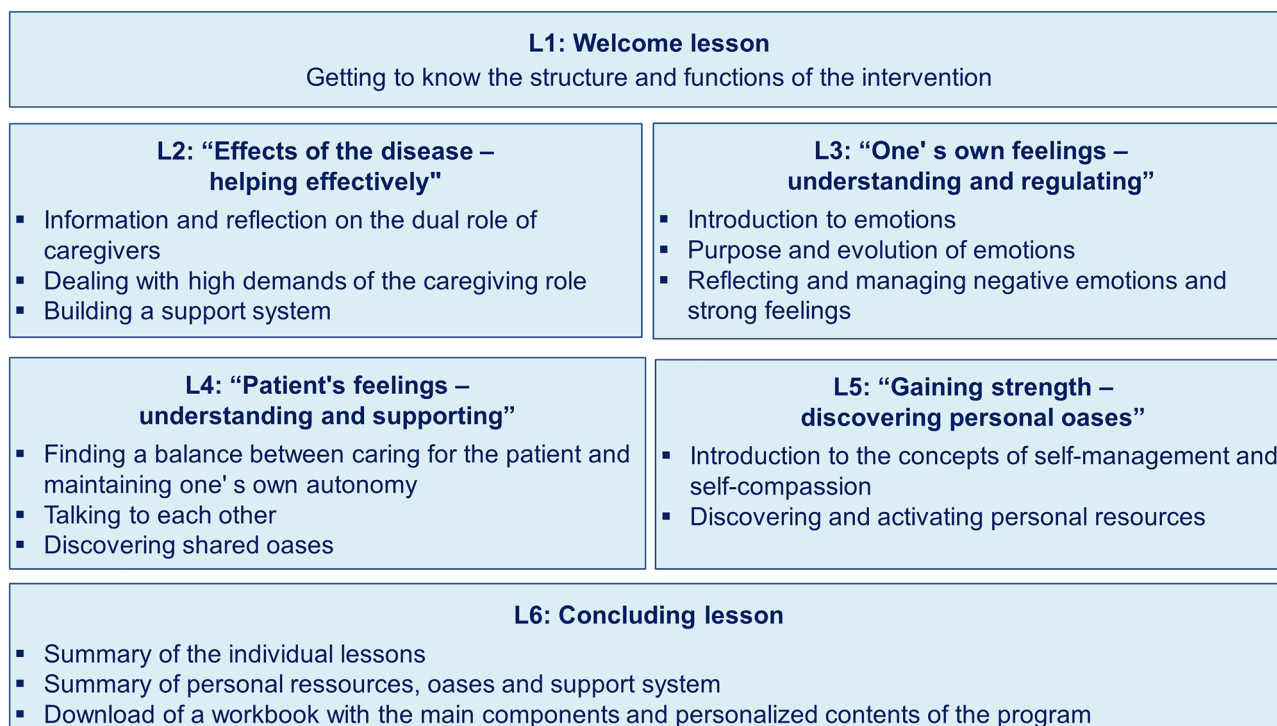 L1: Welcome lesson
Getting to know the structure and functions of the intervention
L2: “Effects of the disease –
helping effectively"
▪ Information and reflection on the dual role of
caregivers
▪ Dealing with high demands of the caregiving role
▪ Building a support system
L3: “One' s own feelings –
understanding and regulating”
▪ Introduction to emotions
▪ Purpose and evolution of emotions
▪ Reflecting and managing negative emotions and
strong feelings
L4: “Patient's feelings –
understanding and supporting”
▪ Finding a balance between caring for the patient and
maintaining one' s own autonomy
▪ Talking to each other
▪ Discovering shared oases
L5: “Gaining strength –
discovering personal oases”
▪ Introduction to the concepts of self-management and
self-compassion
▪ Discovering and activating personal resources
L6: Concluding lesson
▪ Summary of the individual lessons
▪ Summary of personal ressources, oases and support system
▪ Download of a workbook with the main components and personalized contents of the program